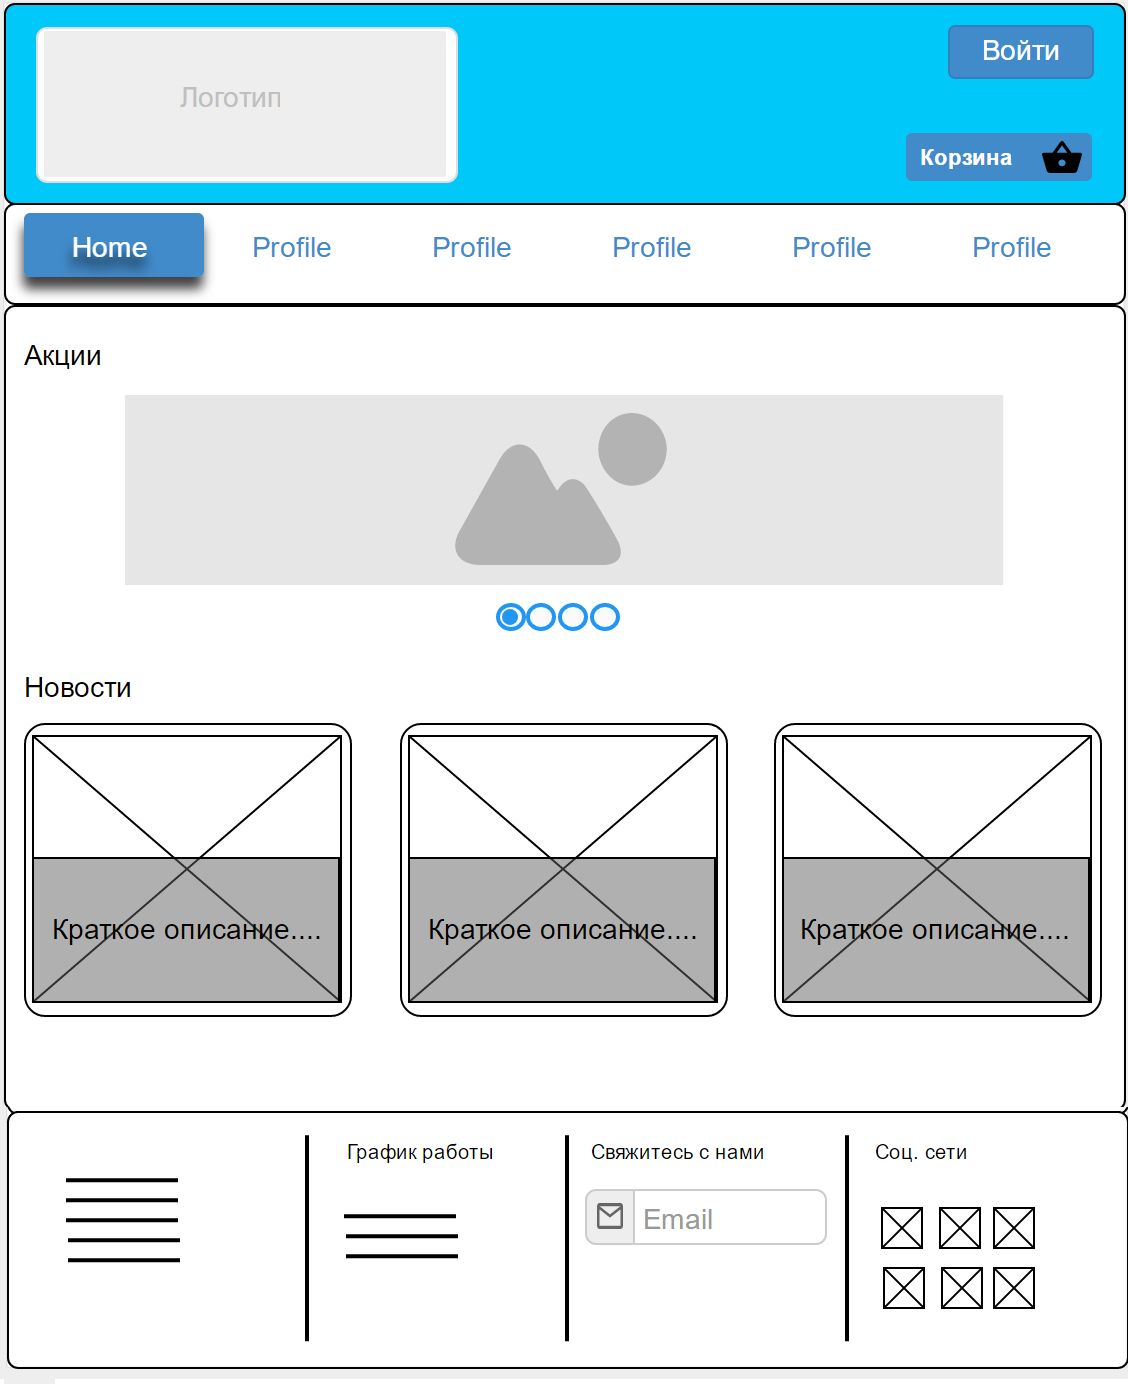 Логотип
Войти
Корзина
Home Profile Profile Profile Profile Profile
Акции
Новости
Краткое описание.... Краткое описание.... Краткое описание....
График работы Свяжитесь с нами Соц. сети
Email